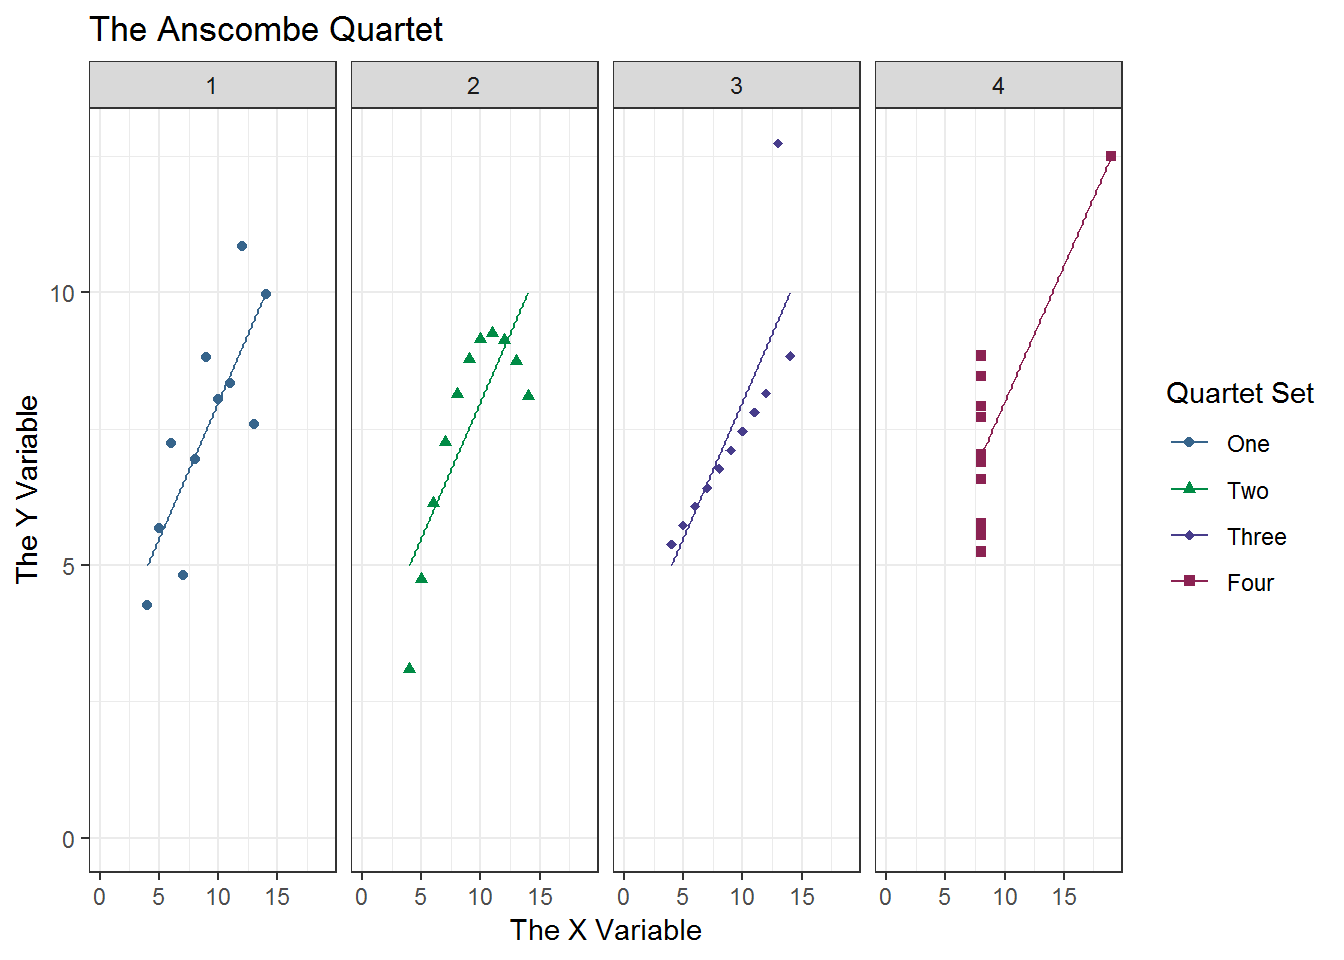 The Anscombe Quartet
1 2 3 4
10
5
0
The Y Variable
0 5 10 15 0 5 10 15 0 5 10 15 0 5 10 15
The X Variable
Quartet Set
One
Two
Three
Four